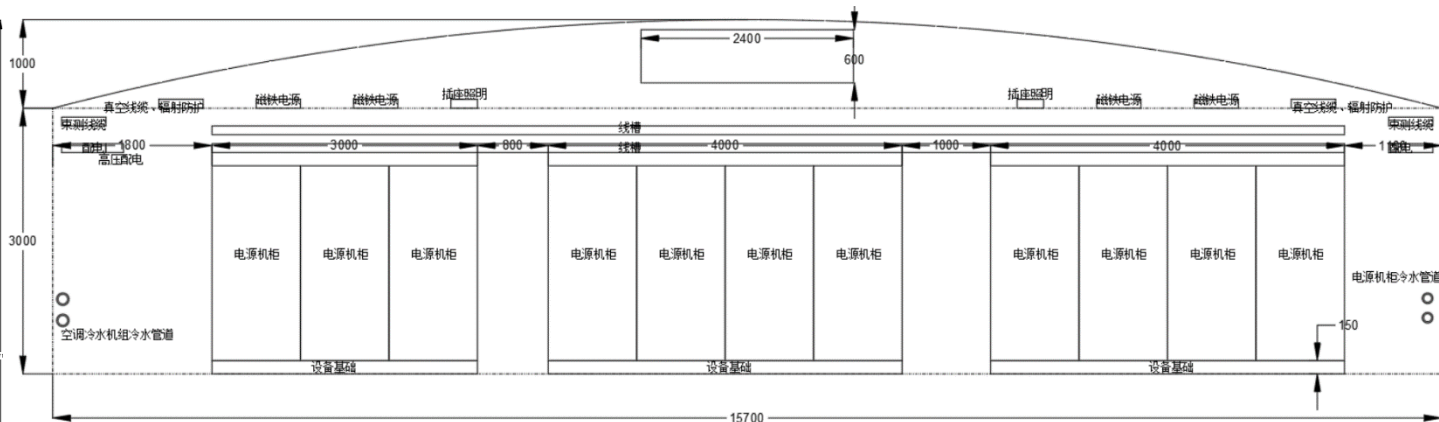 1000
2400
600
真空线缆、辐射防护
磁铁电源
磁铁电源
插座照明
插座照明
磁铁电源
磁铁电源
真空线缆、辐射防护
束测线缆
线槽
束测线缆
配电
1800
3000
800
线槽
4000
1000
4000
配电
高压配电
3000
电源机柜
电源机柜
电源机柜
电源机柜
电源机柜
电源机柜
电源机柜
电源机柜
电源机柜
电源机柜
电源机柜
电源机柜冷水管道
空调冷水机组冷水管道
150
设备基础
设备基础
设备基础
15700